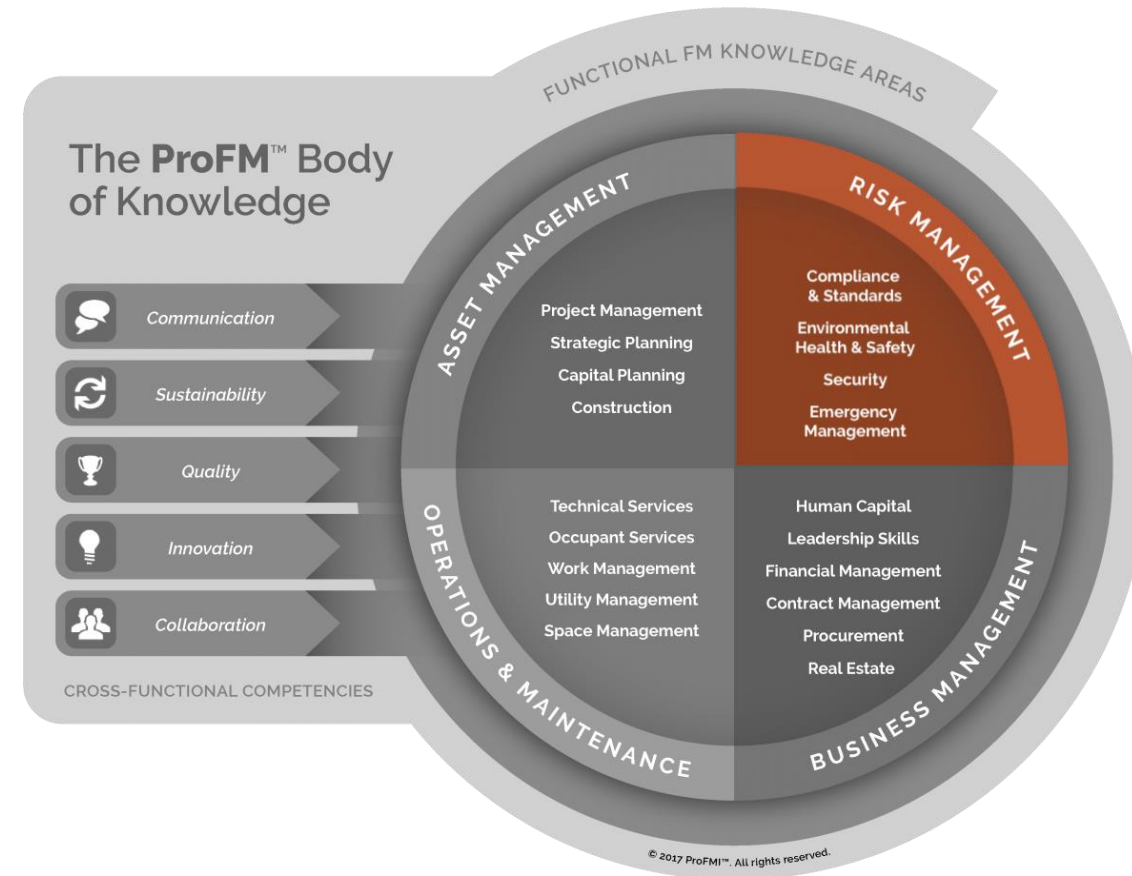 FUNCTIONAL FM KNOWLEDGE AREAS
The ProFM™ Body
of Knowledge
Communication
Sustainability
Quality
Innovation
Collaboration
CROSS-FUNCTIONAL COMPETENCIES
ASSET MANAGEMENT
Project Management
Strategic Planning
Capital Planning
Construction
RISK MANAGEMENT
Compliance
& Standards
Environmental
Health & Safety
Security
Emergency
Management
OPERATIONS & MAINTENANCE
Technical Services
Occupant Services
Work Management
Utility Management
Space Management
BUSINESS MANAGEMENT
Human Capital
Leadership Skills
Financial Management
Contract Management
Procurement
Real Estate
© 2017 ProFMI™. All rights reserved.